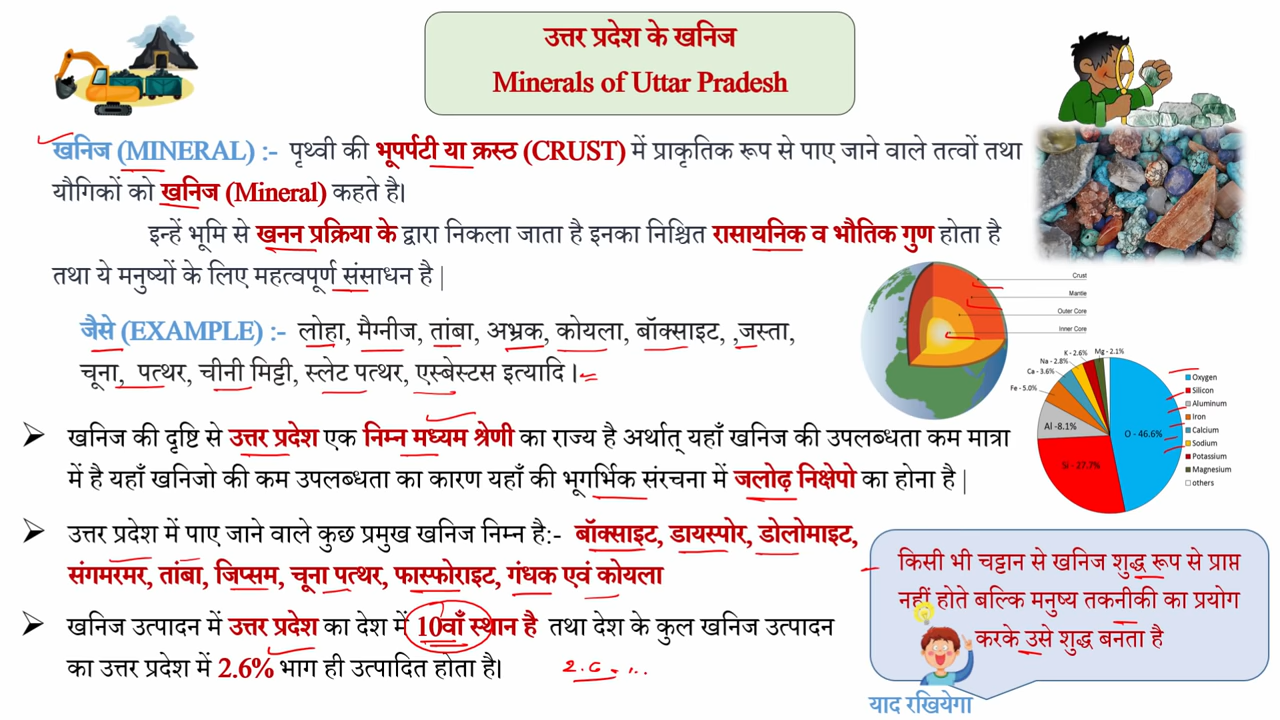 उत्तर प्रदेश के खनिज
Minerals of Uttar Pradesh
खनिज (MINERAL) :- पृथ्वी की भूपर्पटी या क्रस्ठ (CRUST) में प्राकृतिक रूप से पाए जाने वाले तत्वों तथा
यौगिकों को खनिज (Mineral) कहते है।
इन्हें भूमि से खनन प्रक्रिया के द्वारा निकला जाता है इनका निश्चित रासायनिक व भौतिक गुण होता है
तथा ये मनुष्यों के लिए महत्वपूर्ण संसाधन है |
जैसे (EXAMPLE) :- लोहा, मैग्नीज, तांबा, अभ्रक, कोयला, बॉक्साइट, ,जस्ता,
चूना, पत्थर, चीनी मिट्टी, स्लेट पत्थर, एस्बेस्टस इत्यादि ।
Crust
Mantle
Outer Core
Inner Core
K - 2.6%
Mg - 2.1%
Na - 2.8%
Ca - 3.6%
Fe - 5.0%
Al -8.1%
O - 46.6%
Si - 27.7%
Oxygen
Silicon
Aluminum
Iron
Calcium
Sodium
Potassium
Magnesium
others
खनिज की दृष्टि से उत्तर प्रदेश एक निम्न मध्यम श्रेणी का राज्य है अर्थात् यहाँ खनिज की उपलब्धता कम मात्रा
में है यहाँ खनिजो की कम उपलब्धता का कारण यहाँ की भूगर्भिक संरचना में जलोढ़ निक्षेपो का होना है |
उत्तर प्रदेश में पाए जाने वाले कुछ प्रमुख खनिज निम्न है:- बॉक्साइट, डायस्पोर, डोलोमाइट,
संगमरमर, तांबा, जिप्सम, चूना पत्थर, फास्फोराइट, गंधक एवं कोयला
खनिज उत्पादन में उत्तर प्रदेश का देश में 10वाँ स्थान है तथा देश के कुल खनिज उत्पादन
का उत्तर प्रदेश में 2.6% भाग ही उत्पादित होता है।
किसी भी चट्टान से खनिज शुद्ध रूप से प्राप्त
नहीं होते बल्कि मनुष्य तकनीकी का प्रयोग
करके उसे शुद्ध बनता है
याद रखियेगा